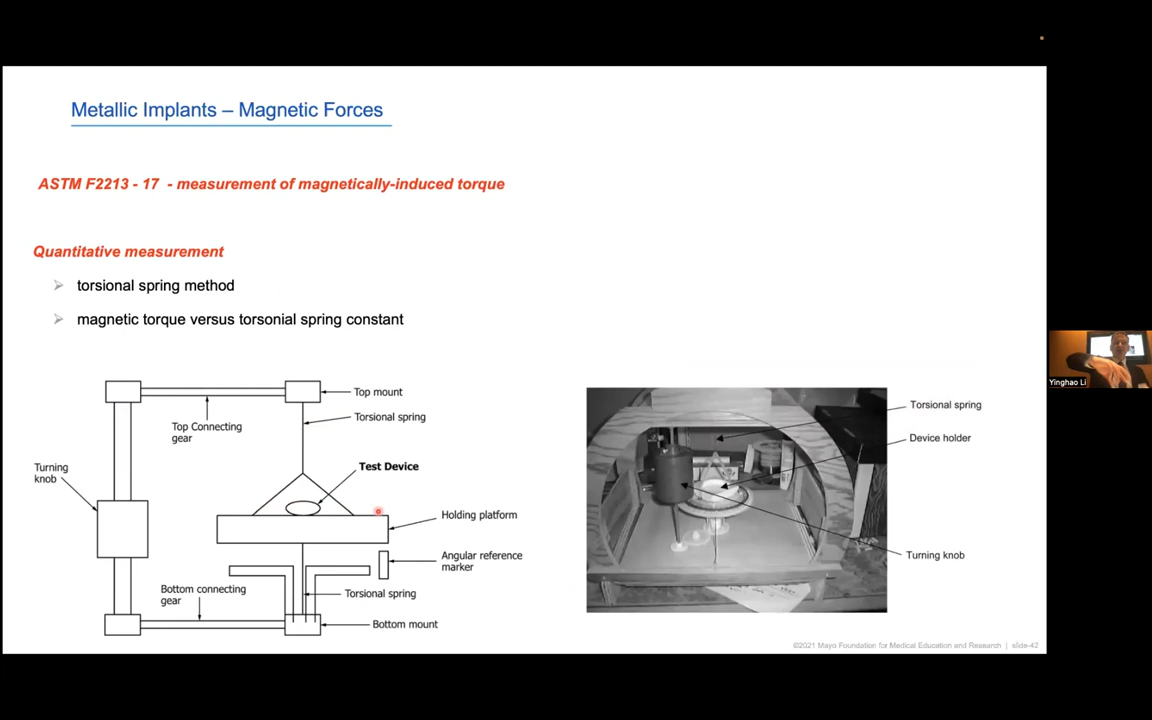 Metallic Implants – Magnetic Forces
ASTM F2213 - 17 - measurement of magnetically-induced torque
Quantitative measurement
torsional spring method
magnetic torque versus torsonial spring constant
Top mount
Torsional spring
Top Connecting
gear
Test Device
Turning
knob
Holding platform
Angular reference
marker
Bottom connecting
gear
Torsional spring
Bottom mount
Torsional spring
Device holder
Turning knob
©2021 Mayo Foundation for Medical Education and Research | slide-42
Yinghao Li